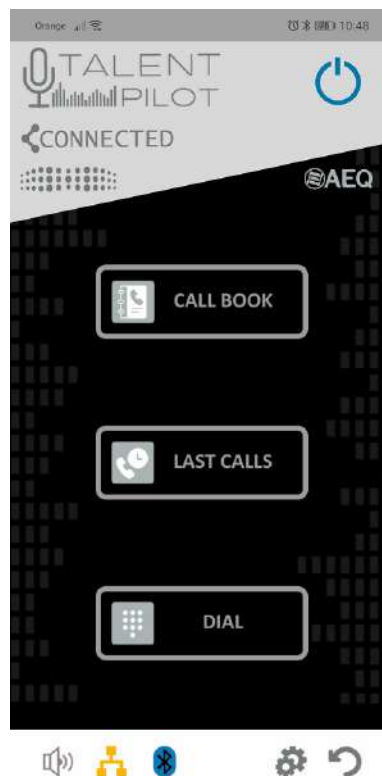 Orange 10:48
TALENT
PILOT
CONNECTED
AEQ
CALL BOOK
LAST CALLS
DIAL